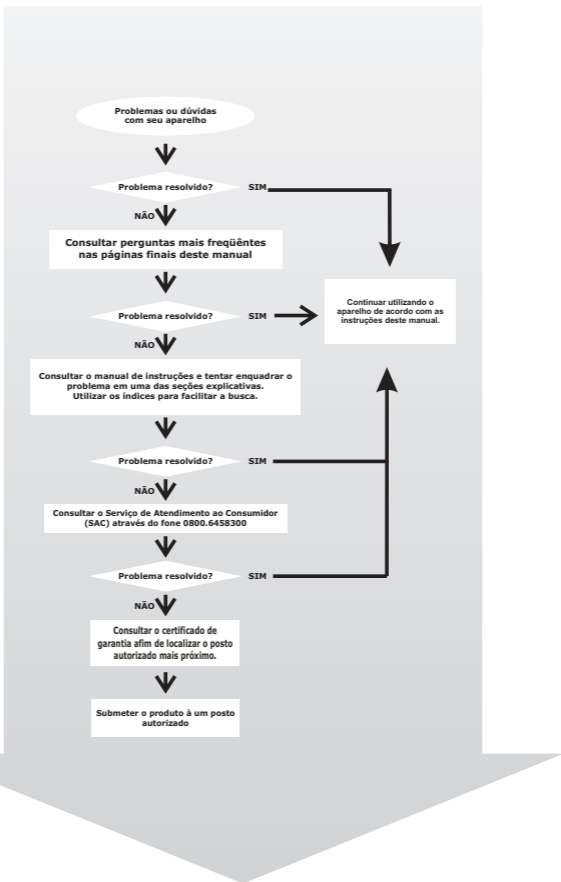 Problemas ou dúvidas
com seu aparelho
Problema resolvido?
SIM
NÃO
Consultar perguntas mais freqüêntes
nas páginas finais deste manual
Continuar utilizando o
aparelho de acordo com as
instruções deste manual.
Problema resolvido?
SIM
NÃO
Consultar o manual de instruções e tentar enquadrar o
problema em uma das seções explicativas.
Utilizar os índices para facilitar a busca.
Problema resolvido?
SIM
NÃO
Consultar o Serviço de Atendimento ao Consumidor
(SAC) através do fone 0800.6458300
Problema resolvido?
SIM
NÃO
Consultar o certificado de
garantia afim de localizar o posto
autorizado mais próximo.
Submeter o produto à um posto
autorizado